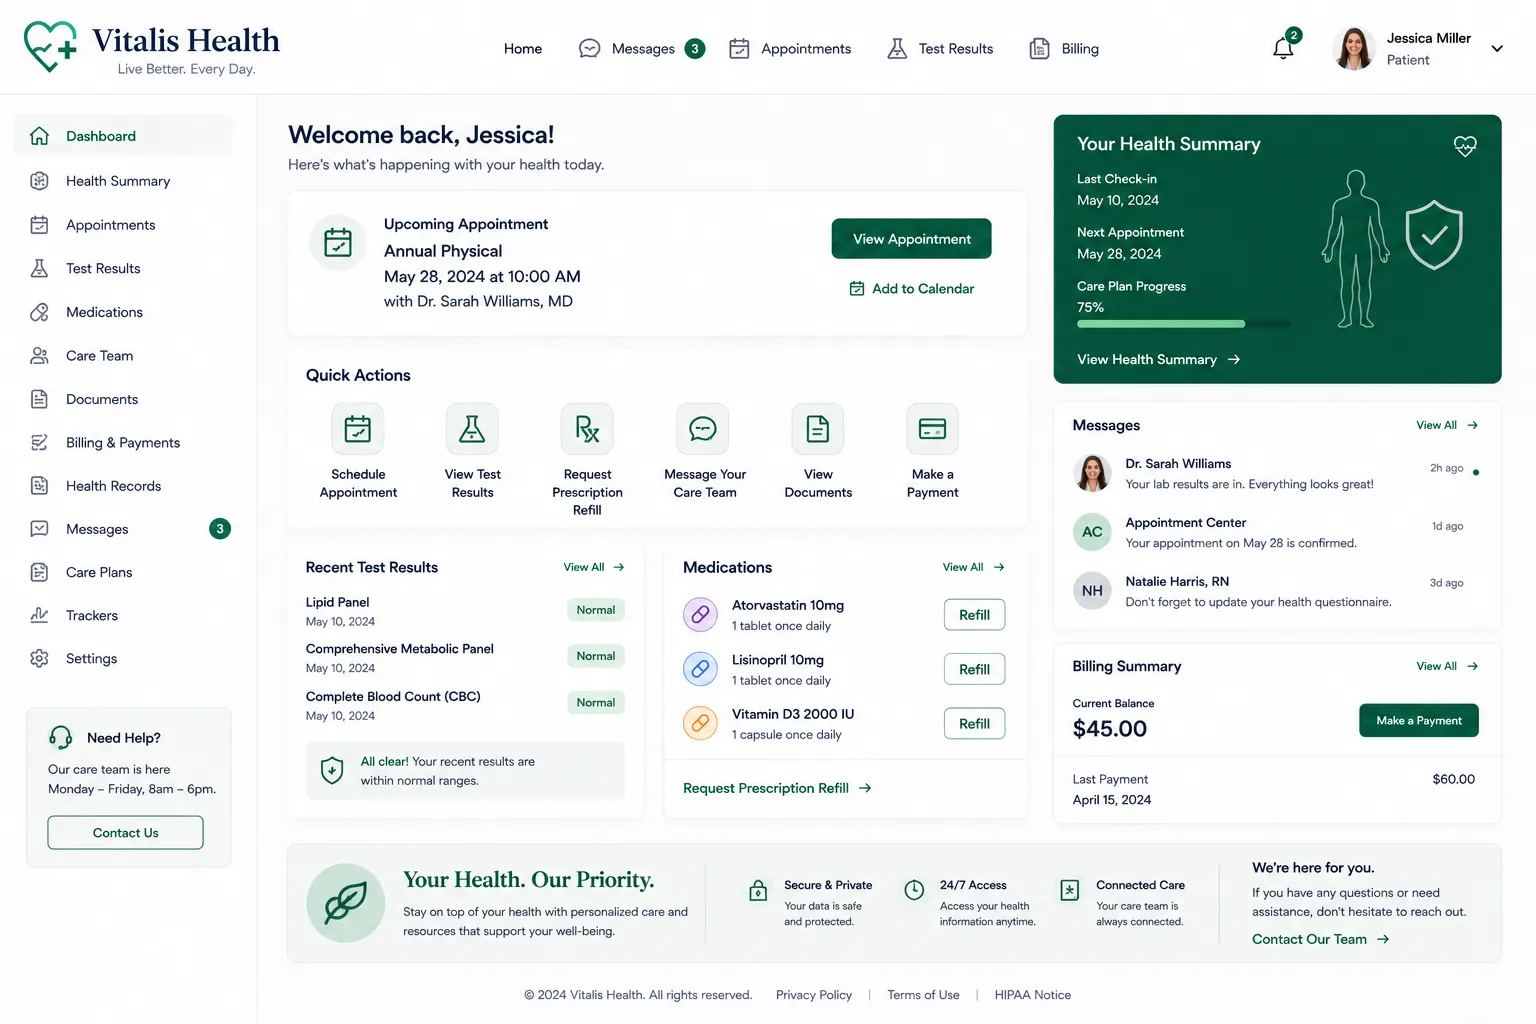 Vitalis Health
Live Better. Every Day.
Home
Messages 3
Appointments
Test Results
Billing
2
Jessica Miller
Patient
Dashboard
Health Summary
Appointments
Test Results
Medications
Care Team
Documents
Billing & Payments
Health Records
Messages 3
Care Plans
Trackers
Settings
Need Help?
Our care team is here
Monday – Friday, 8am – 6pm.
Contact Us
Welcome back, Jessica!
Here's what's happening with your health today.
Upcoming Appointment
Annual Physical
May 28, 2024 at 10:00 AM
with Dr. Sarah Williams, MD
View Appointment
Add to Calendar
Quick Actions
Schedule
Appointment
View Test
Results
Rx
Request
Prescription
Refill
Message Your
Care Team
View
Documents
Make a
Payment
Recent Test Results
View All →
Lipid Panel
May 10, 2024
Normal
Comprehensive Metabolic Panel
May 10, 2024
Normal
Complete Blood Count (CBC)
May 10, 2024
Normal
All clear! Your recent results are
within normal ranges.
Medications
View All →
Atorvastatin 10mg
1 tablet once daily
Refill
Lisinopril 10mg
1 tablet once daily
Refill
Vitamin D3 2000 IU
1 capsule once daily
Refill
Request Prescription Refill →
Your Health Summary
Last Check-in
May 10, 2024
Next Appointment
May 28, 2024
Care Plan Progress
75%
View Health Summary →
Messages
View All →
Dr. Sarah Williams
2h ago
Your lab results are in. Everything looks great!
AC
Appointment Center
1d ago
Your appointment on May 28 is confirmed.
NH
Natalie Harris, RN
3d ago
Don't forget to update your health questionnaire.
Billing Summary
View All →
Current Balance
$45.00
Make a Payment
Last Payment
$60.00
April 15, 2024
Your Health. Our Priority.
Stay on top of your health with personalized care and
resources that support your well-being.
Secure & Private
Your data is safe
and protected.
24/7 Access
Access your health
information anytime.
Connected Care
Your care team is
always connected.
We're here for you.
If you have any questions or need
assistance, don't hesitate to reach out.
Contact Our Team →
© 2024 Vitalis Health. All rights reserved. Privacy Policy | Terms of Use | HIPAA Notice